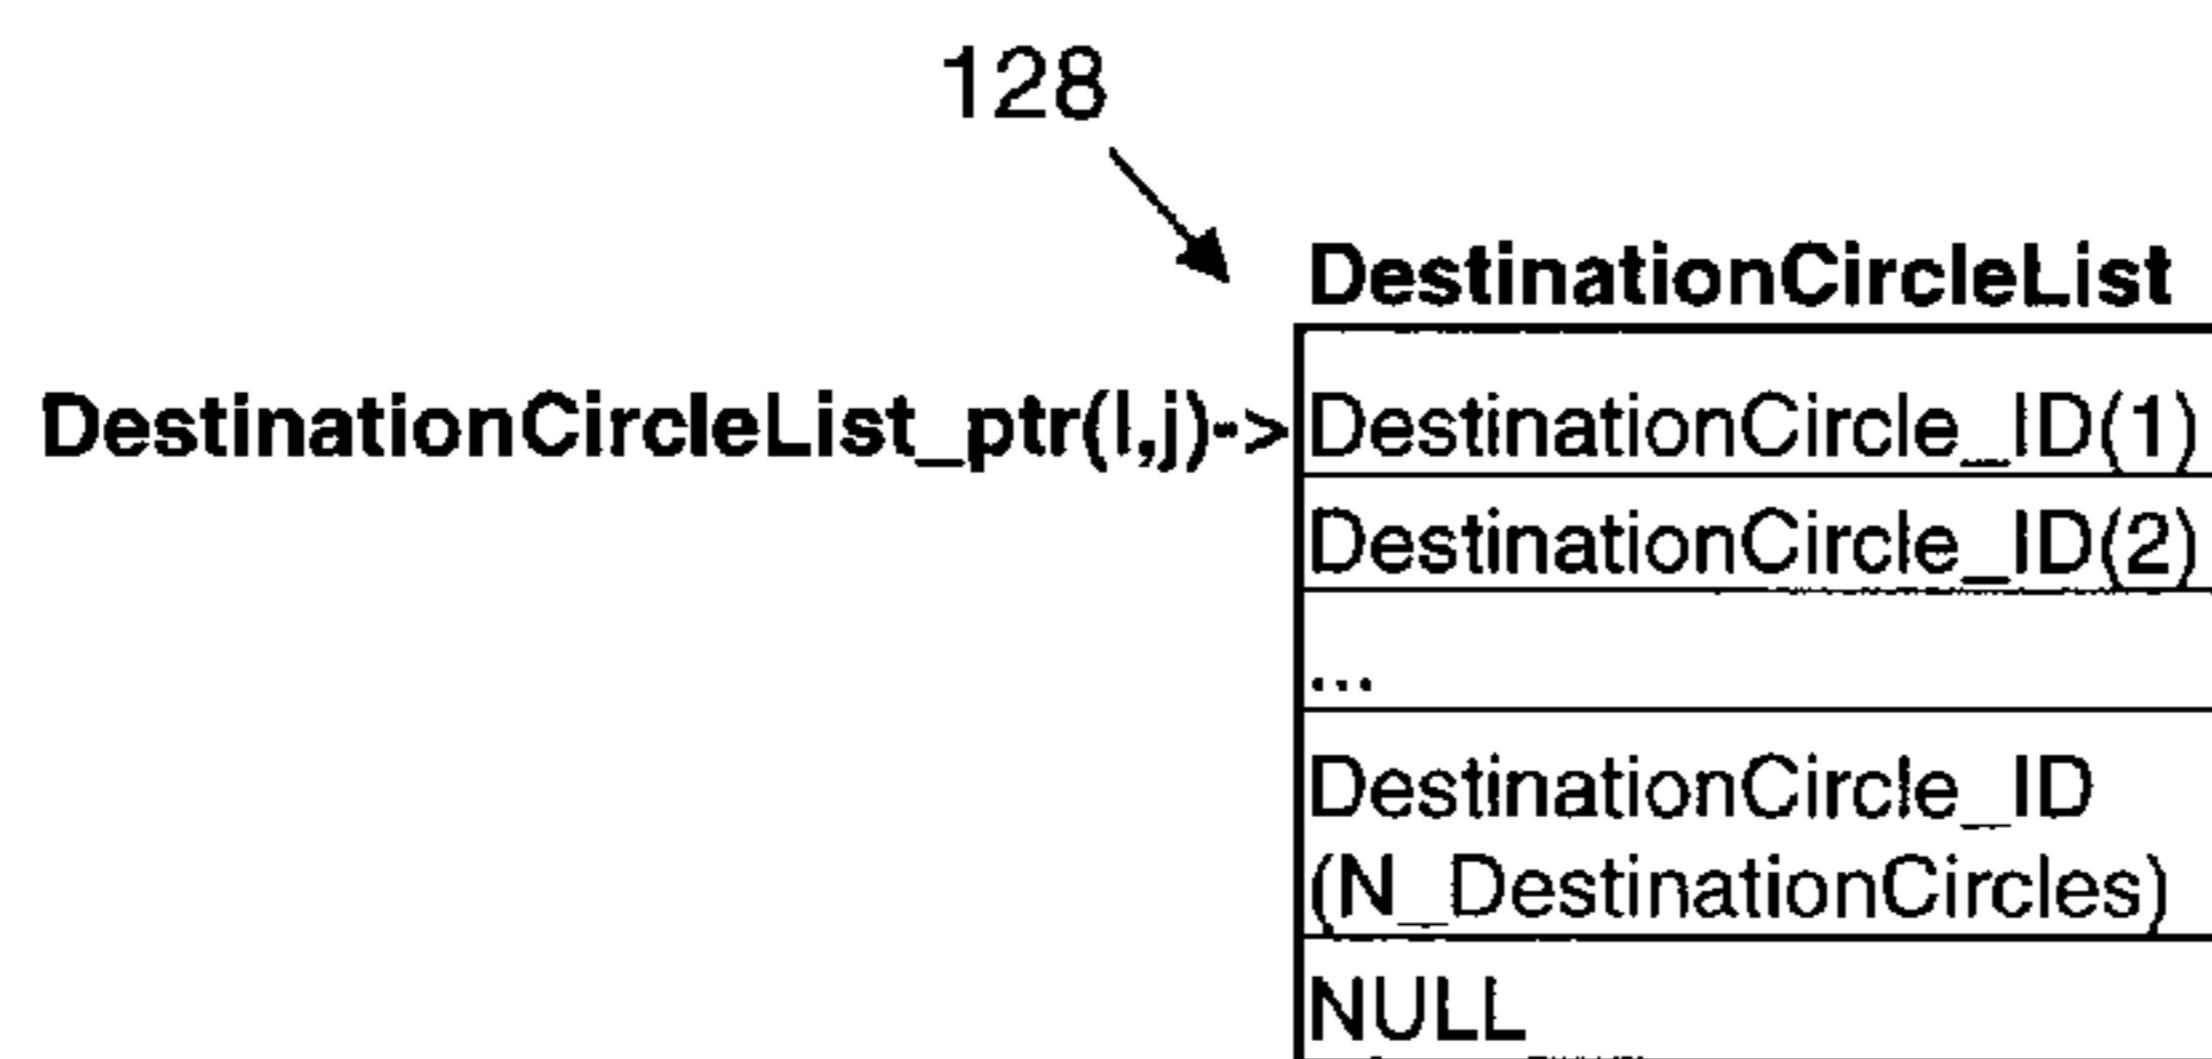 128
DestinationCircleList
DestinationCircleList_ptr(l,j)->
DestinationCircle_ID(1)
DestinationCircle_ID(2)
...
DestinationCircle_ID
(N_DestinationCircles)
NULL